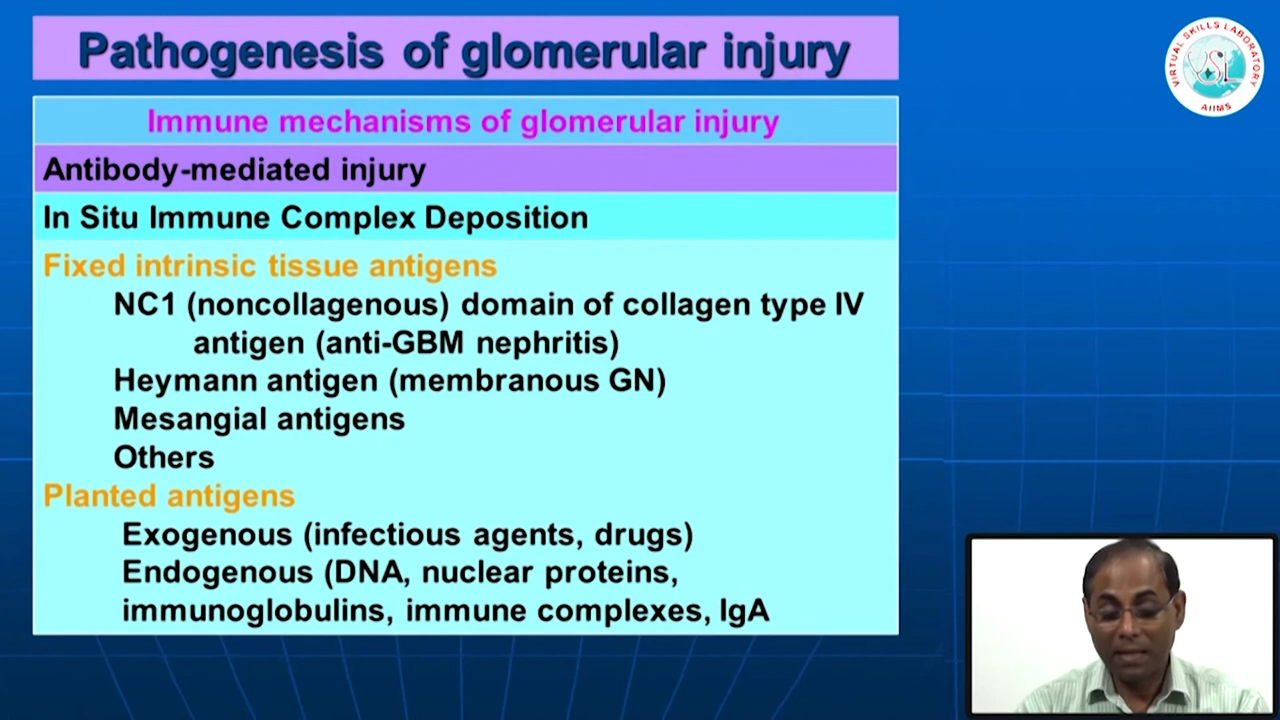 Pathogenesis of glomerular injury
Immune mechanisms of glomerular injury
Antibody-mediated injury
In Situ Immune Complex Deposition
Fixed intrinsic tissue antigens
NC1 (noncollagenous) domain of collagen type IV
antigen (anti-GBM nephritis)
Heymann antigen (membranous GN)
Mesangial antigens
Others
Planted antigens
Exogenous (infectious agents, drugs)
Endogenous (DNA, nuclear proteins,
immunoglobulins, immune complexes, IgA
VIRTUAL SKILLS LABORATORY
VSL
AIIMS